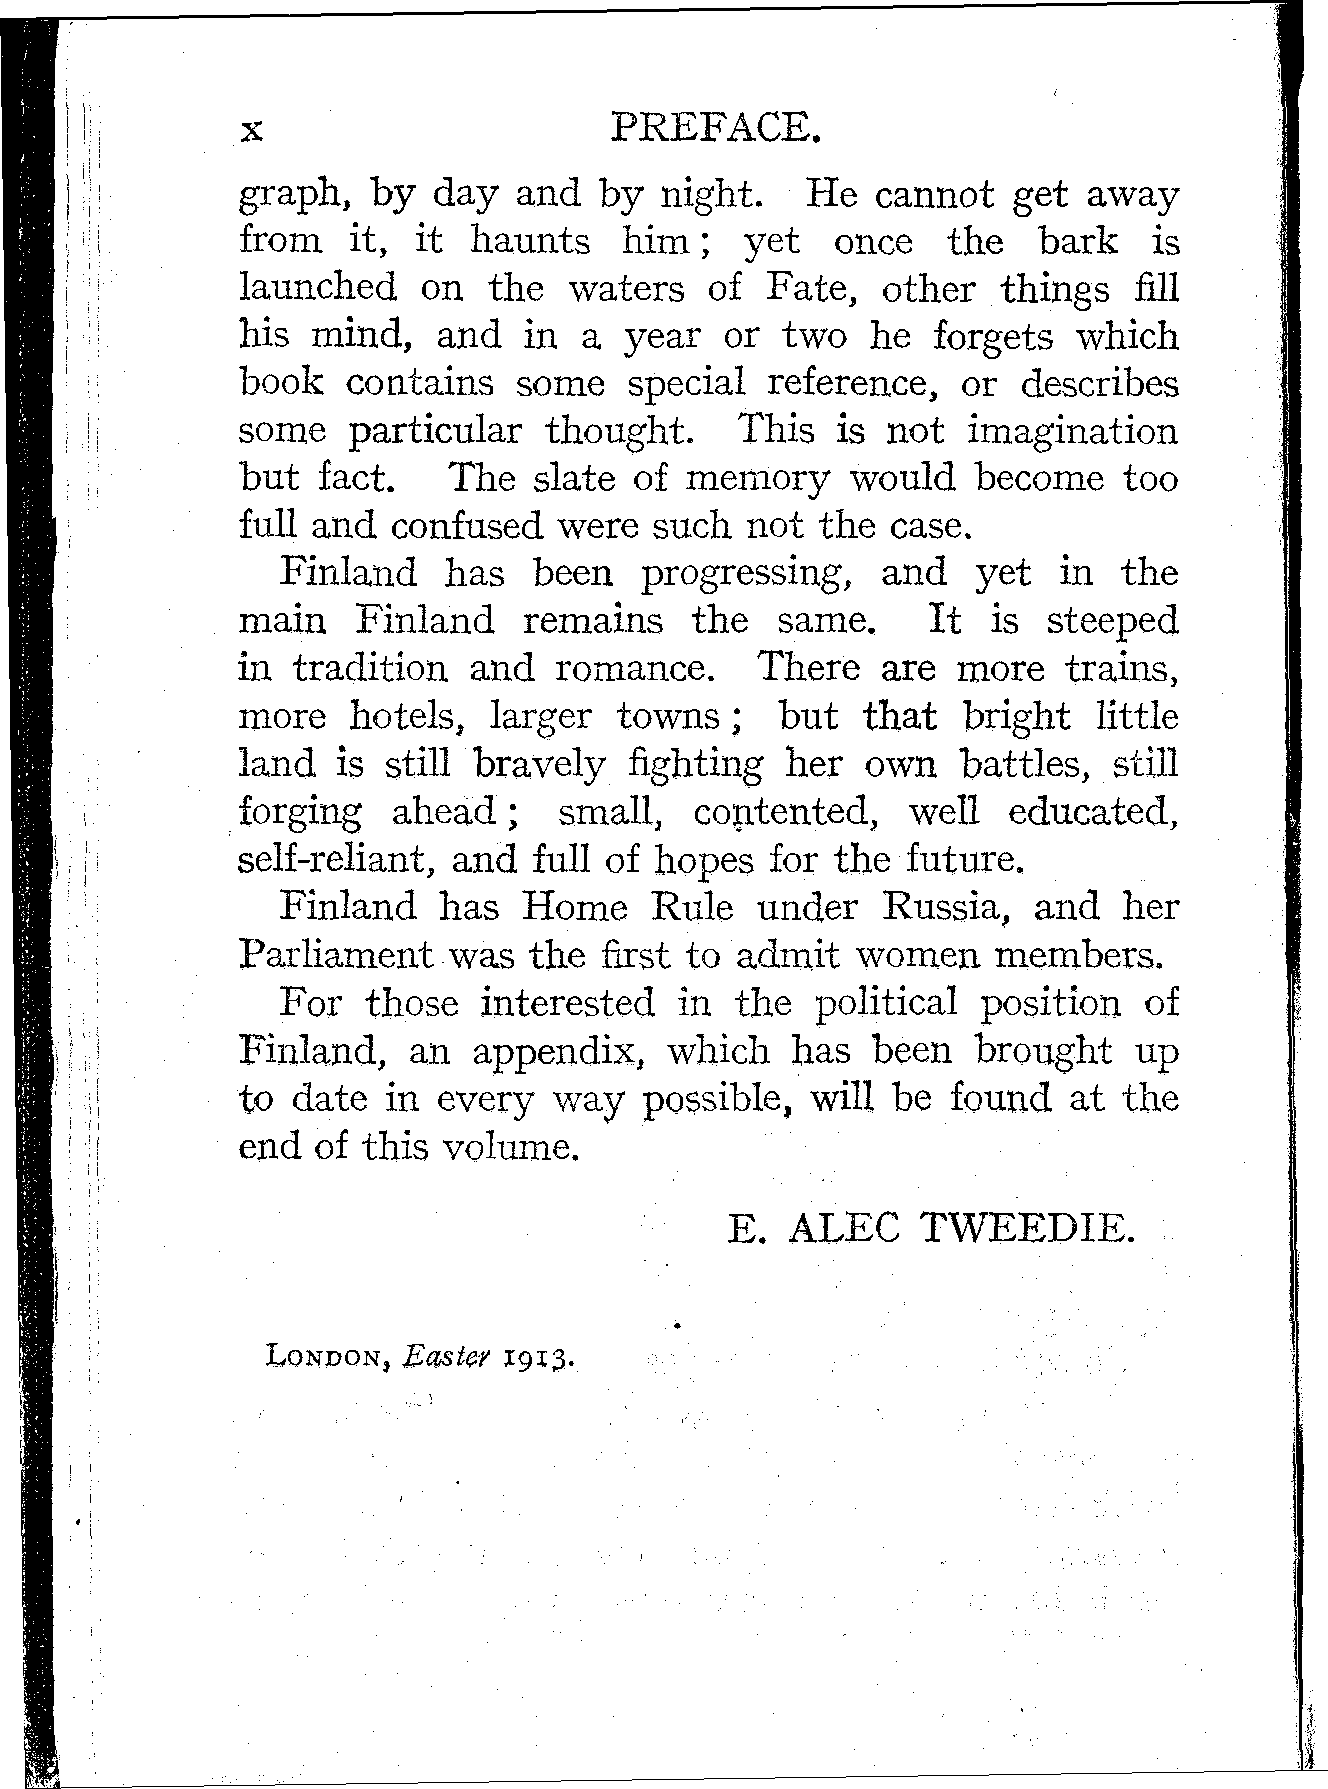 x PREFACE.
graph, by day and by night. He cannot get away
from it, it haunts him; yet once the bark is
launched on the waters of Fate, other things fill
his mind, and in a year or two he forgets which
book contains some special reference, or describes
some particular thought. This is not imagination
but fact. The slate of memory would become too
full and confused were such not the case.
Finland has been progressing, and yet in the
main Finland remains the same. It is steeped
in tradition and romance. There are more trains,
more hotels, larger towns; but that bright little
land is still bravely fighting her own battles, still
forging ahead; small, contented, well educated,
self-reliant, and full of hopes for the future.
Finland has Home Rule under Russia, and her
Parliament was the first to admit women members.
For those interested in the political position of
Finland, an appendix, which has been brought up
to date in every way possible, will be found at the
end of this volume.
E. ALEC TWEEDIE.
LONDON, Easter 1913.